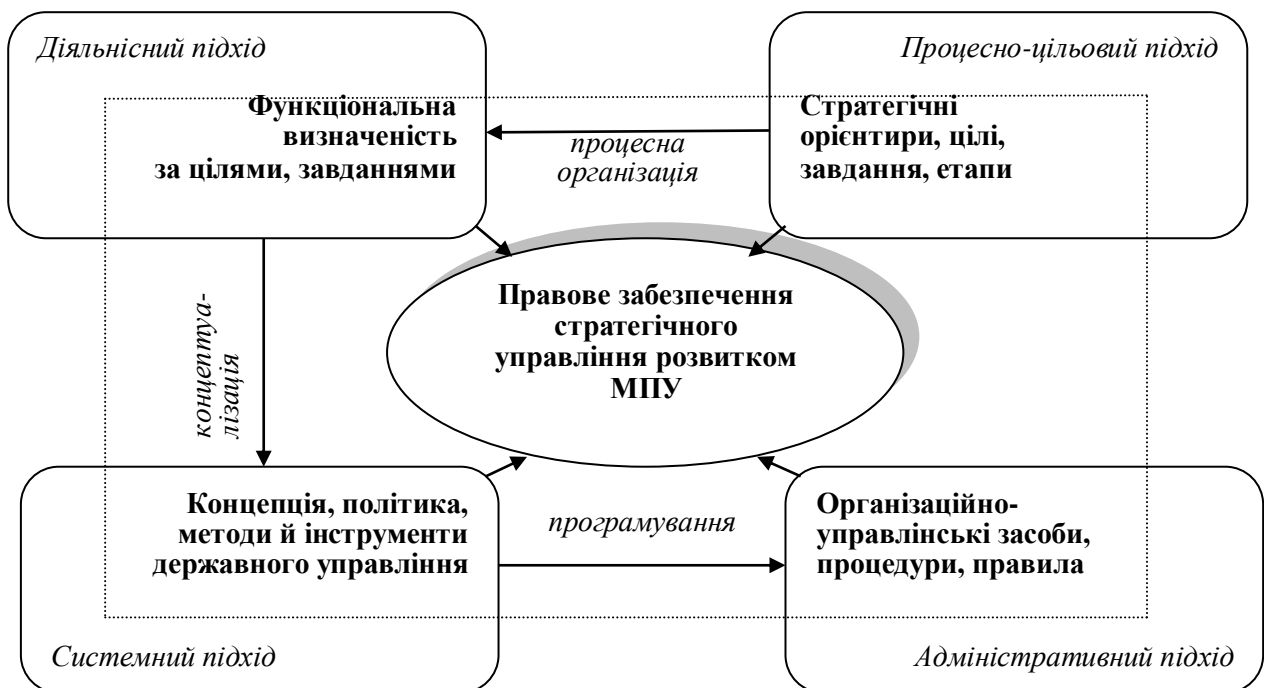 Діяльнісний підхід
Функціональна
визначеність
за цілями, завданнями
Процесно-цільовий підхід
Стратегічні
орієнтири, цілі,
завдання, етапи
процесна
організація
Правове забезпечення
стратегічного
управління розвитком
МПУ
концептуа-
лізація
Концепція, політика,
методи й інструменти
державного управління
Системний підхід
програмування
Організаційно-
управлінські засоби,
процедури, правила
Адміністративний підхід